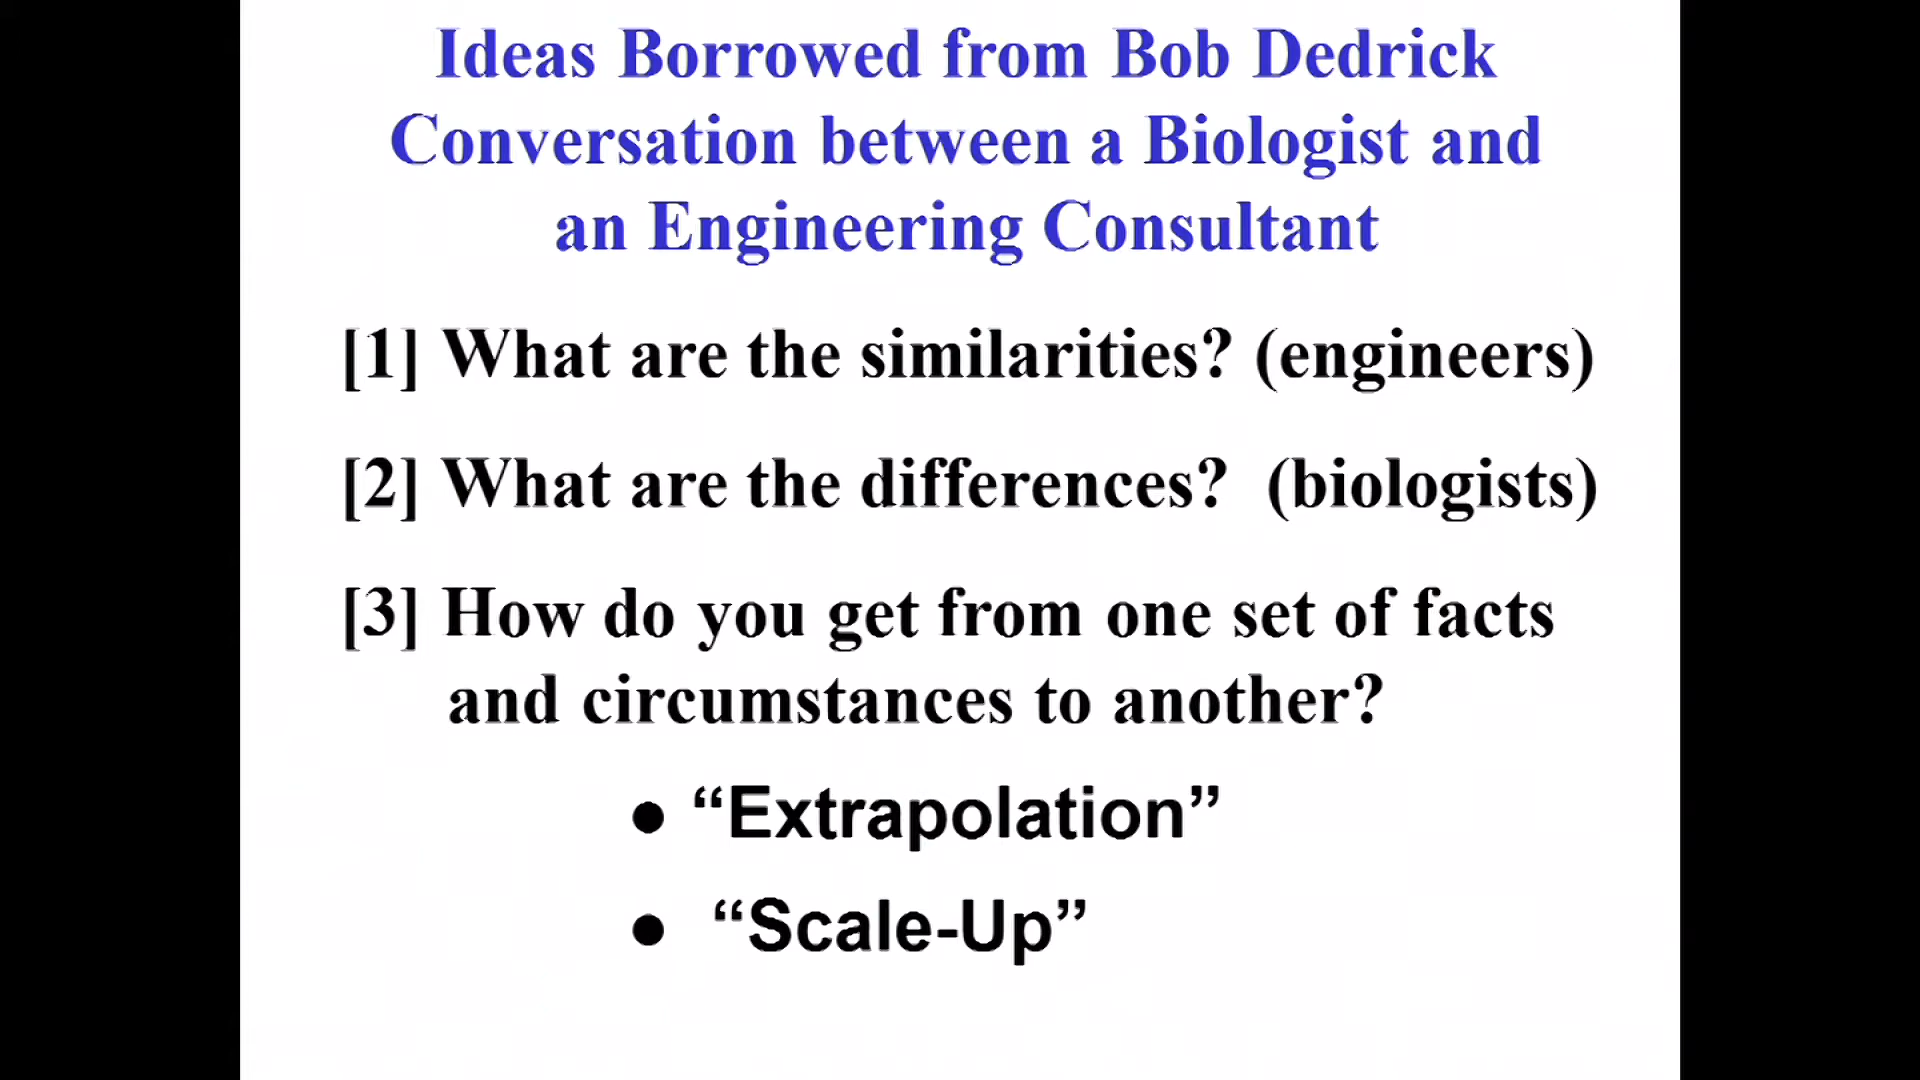 Ideas Borrowed from Bob Dedrick
Conversation between a Biologist and
an Engineering Consultant
[1] What are the similarities? (engineers)
[2] What are the differences? (biologists)
[3] How do you get from one set of facts
and circumstances to another?
● “Extrapolation”
● “Scale-Up”